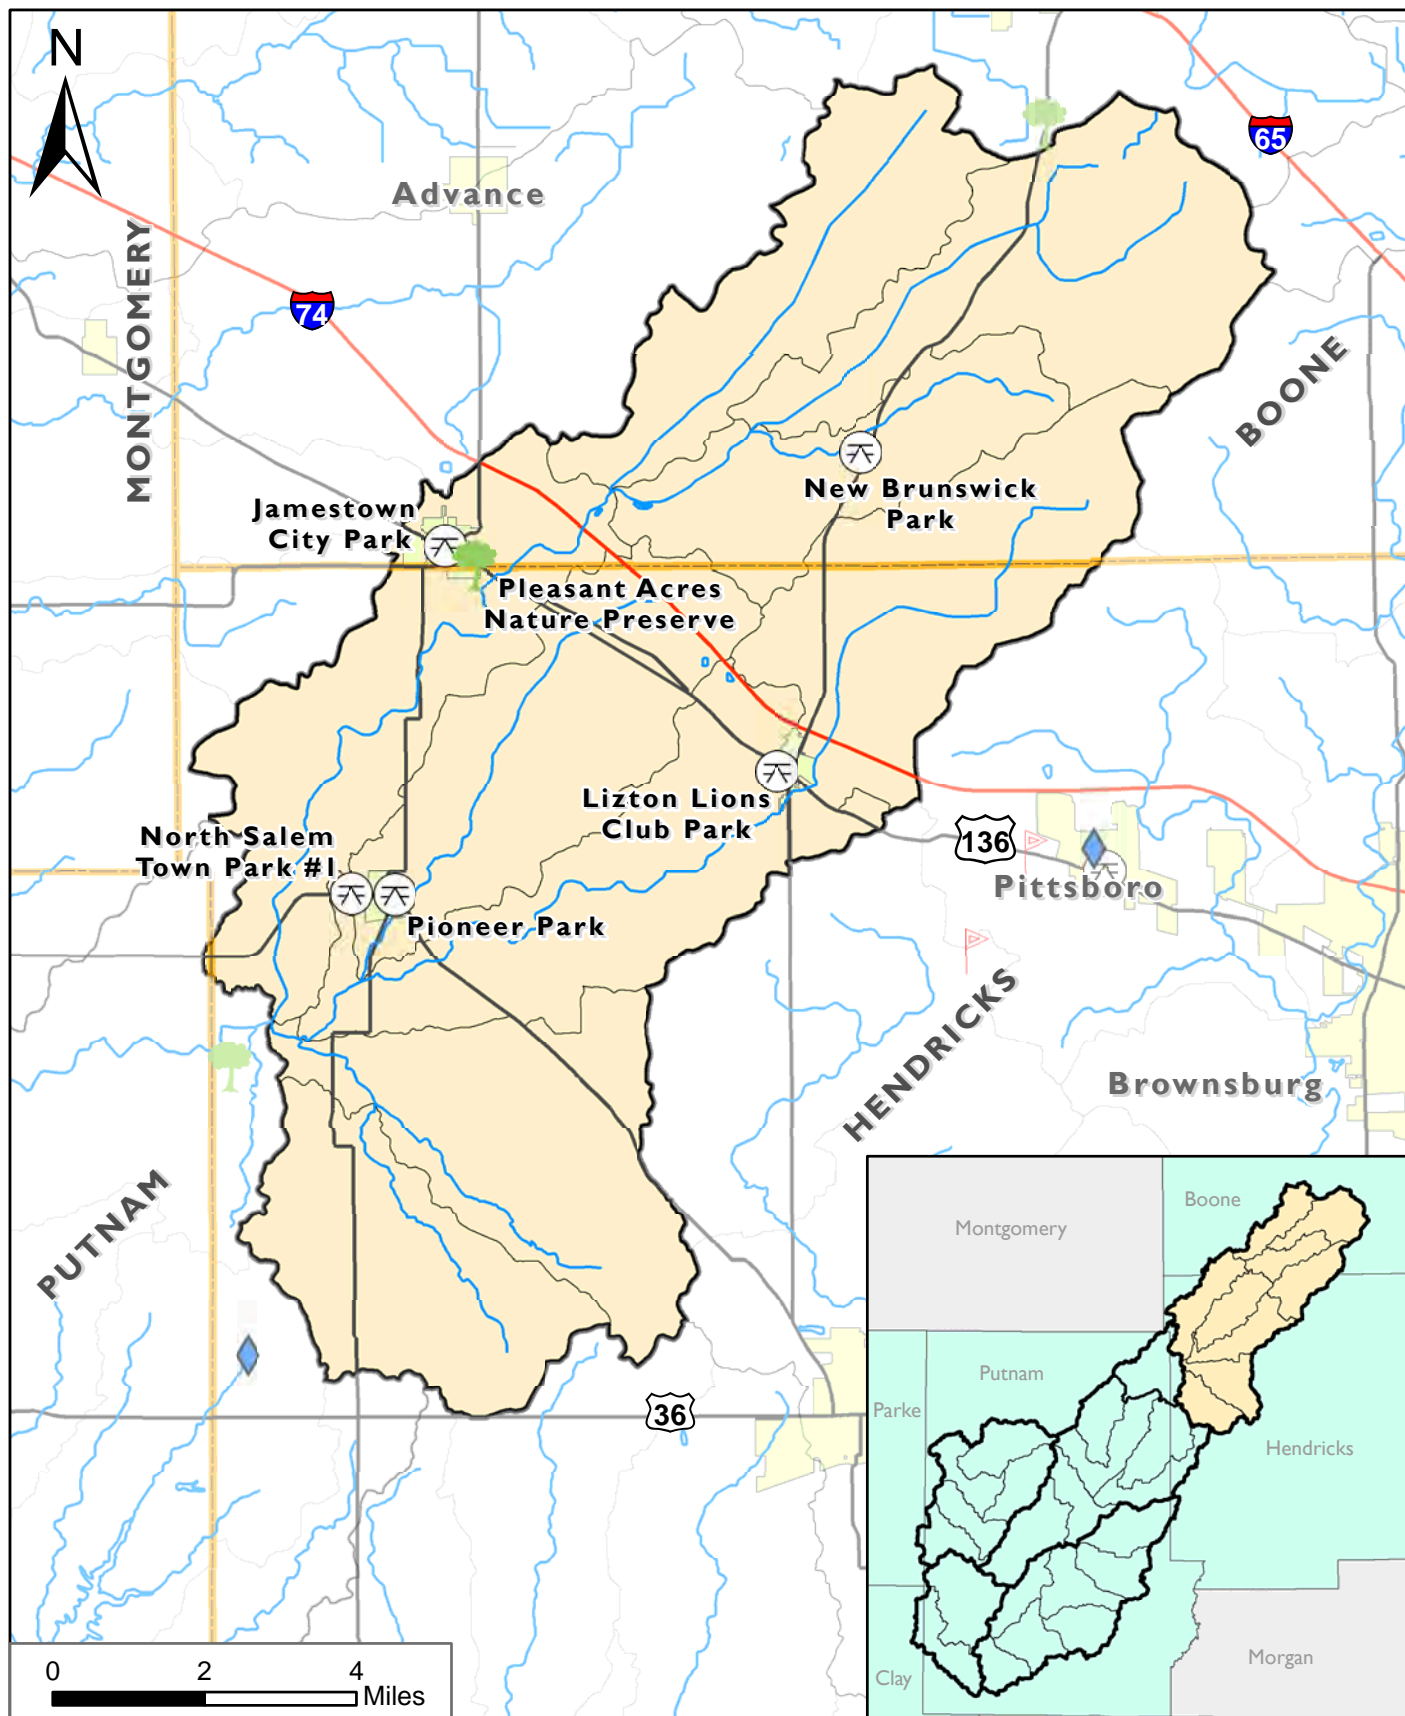 N
65
Advance
MONTGOMERY
74
BOONE
New Brunswick
Park
Jamestown
City Park
Pleasant Acres
Nature Preserve
Lizton Lions
Club Park
North Salem
Town Park #1
136
Pittsboro
Pioneer Park
HENDRICKS
Brownsburg
PUTNAM
36
Boone
Montgomery
Putnam
Parke
Hendricks
Morgan
Clay
0 2 4
Miles